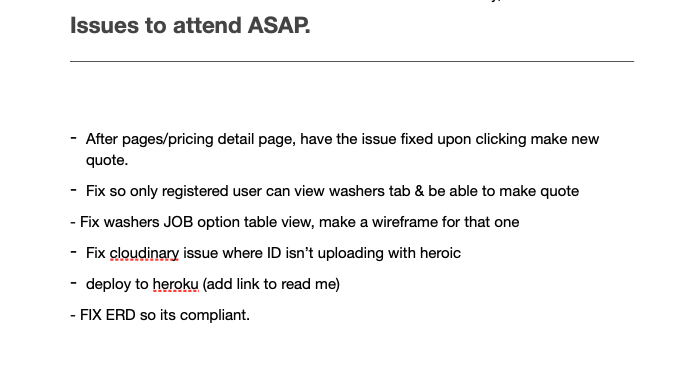 Issues to attend ASAP.
- After pages/pricing detail page, have the issue fixed upon clicking make new
quote.
- Fix so only registered user can view washers tab & be able to make quote
- Fix washers JOB option table view, make a wireframe for that one
- Fix cloudinary issue where ID isn’t uploading with heroic
- deploy to heroku (add link to read me)
- FIX ERD so its compliant.